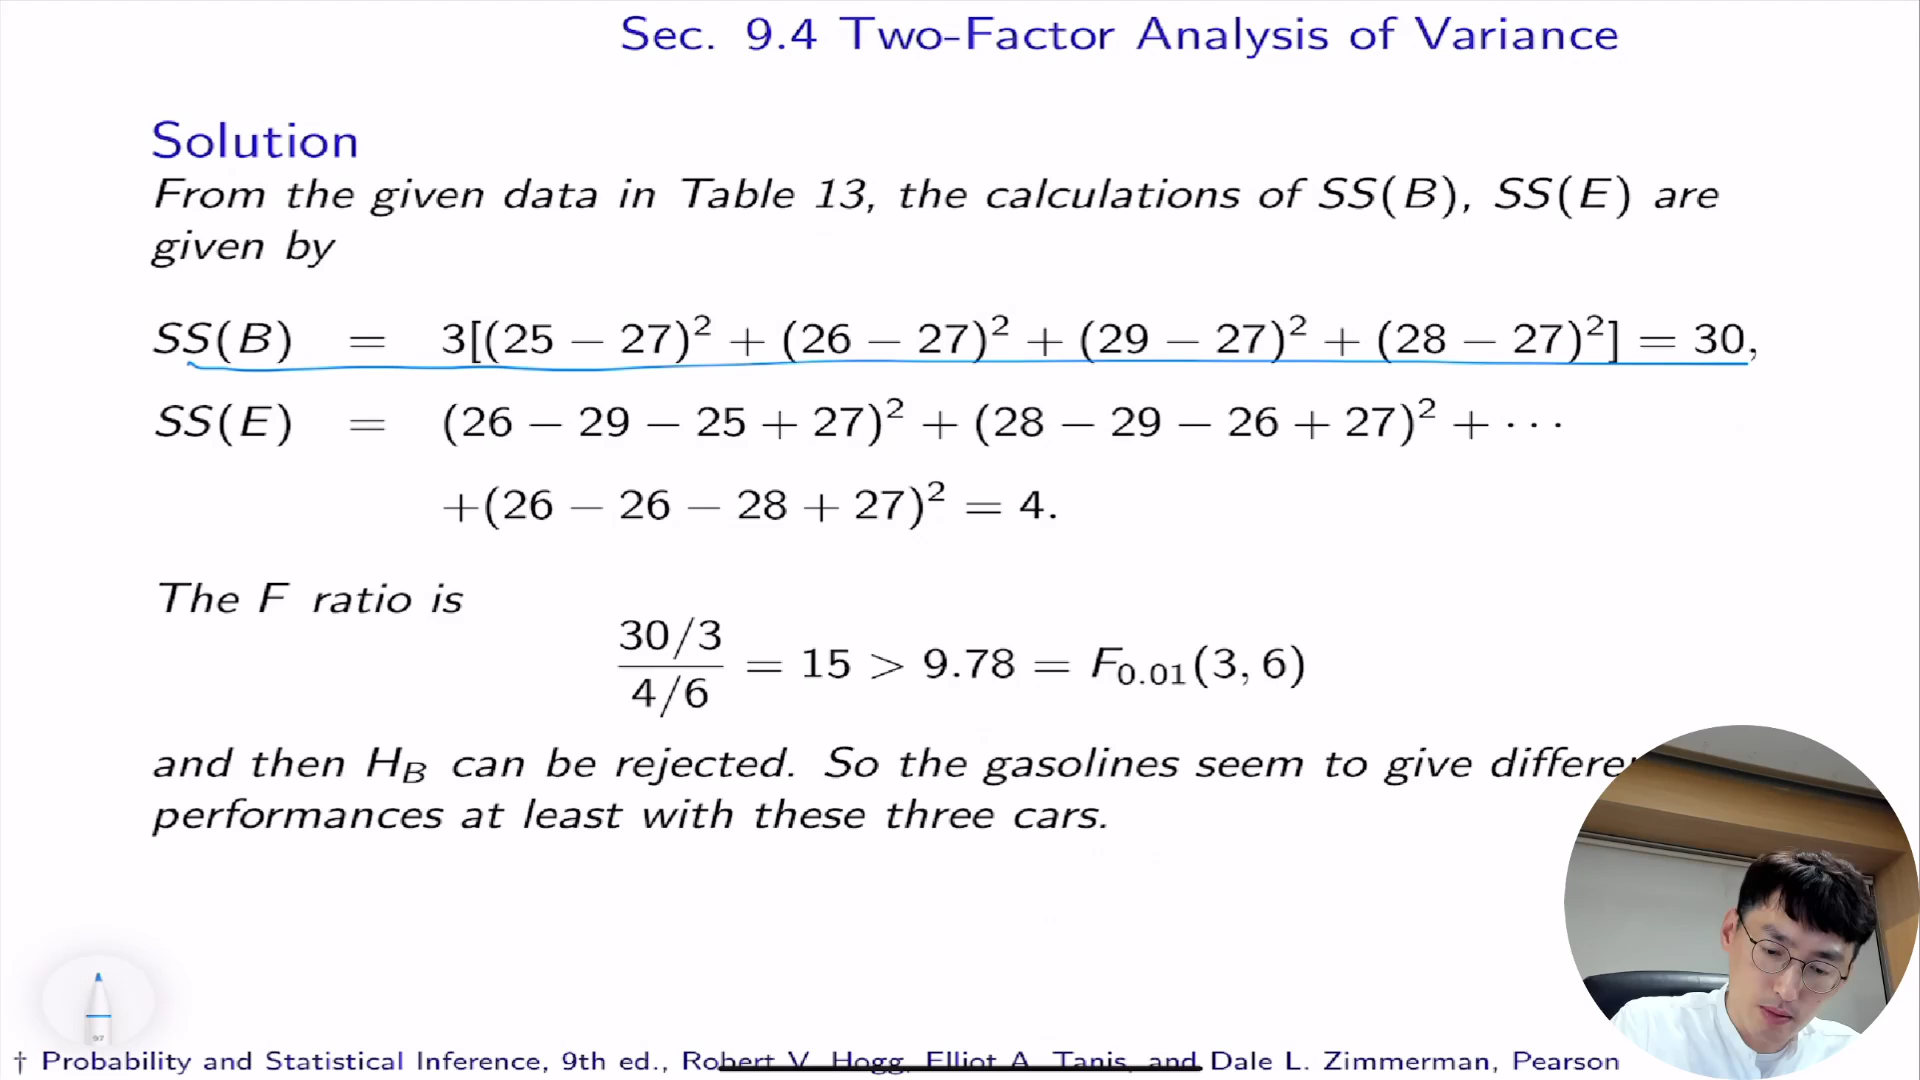 Sec. 9.4 Two-Factor Analysis of Variance
Solution
From the given data in Table 13, the calculations of SS(B), SS(E) are
given by
SS(B) = 3[(25 − 27)² + (26 − 27)² + (29 − 27)² + (28 − 27)²] = 30,
SS(E) = (26 − 29 − 25 + 27)² + (28 − 29 − 26 + 27)² + ···
+(26 − 26 − 28 + 27)² = 4.
The F ratio is
30/3
4/6
= 15 > 9.78 = F₀.₀₁(3, 6)
and then H_B can be rejected. So the gasolines seem to give differe
performances at least with these three cars.
97
† Probability and Statistical Inference, 9th ed., Robert V. Hogg, Elliot A. Tanis, and Dale L. Zimmerman, Pearson